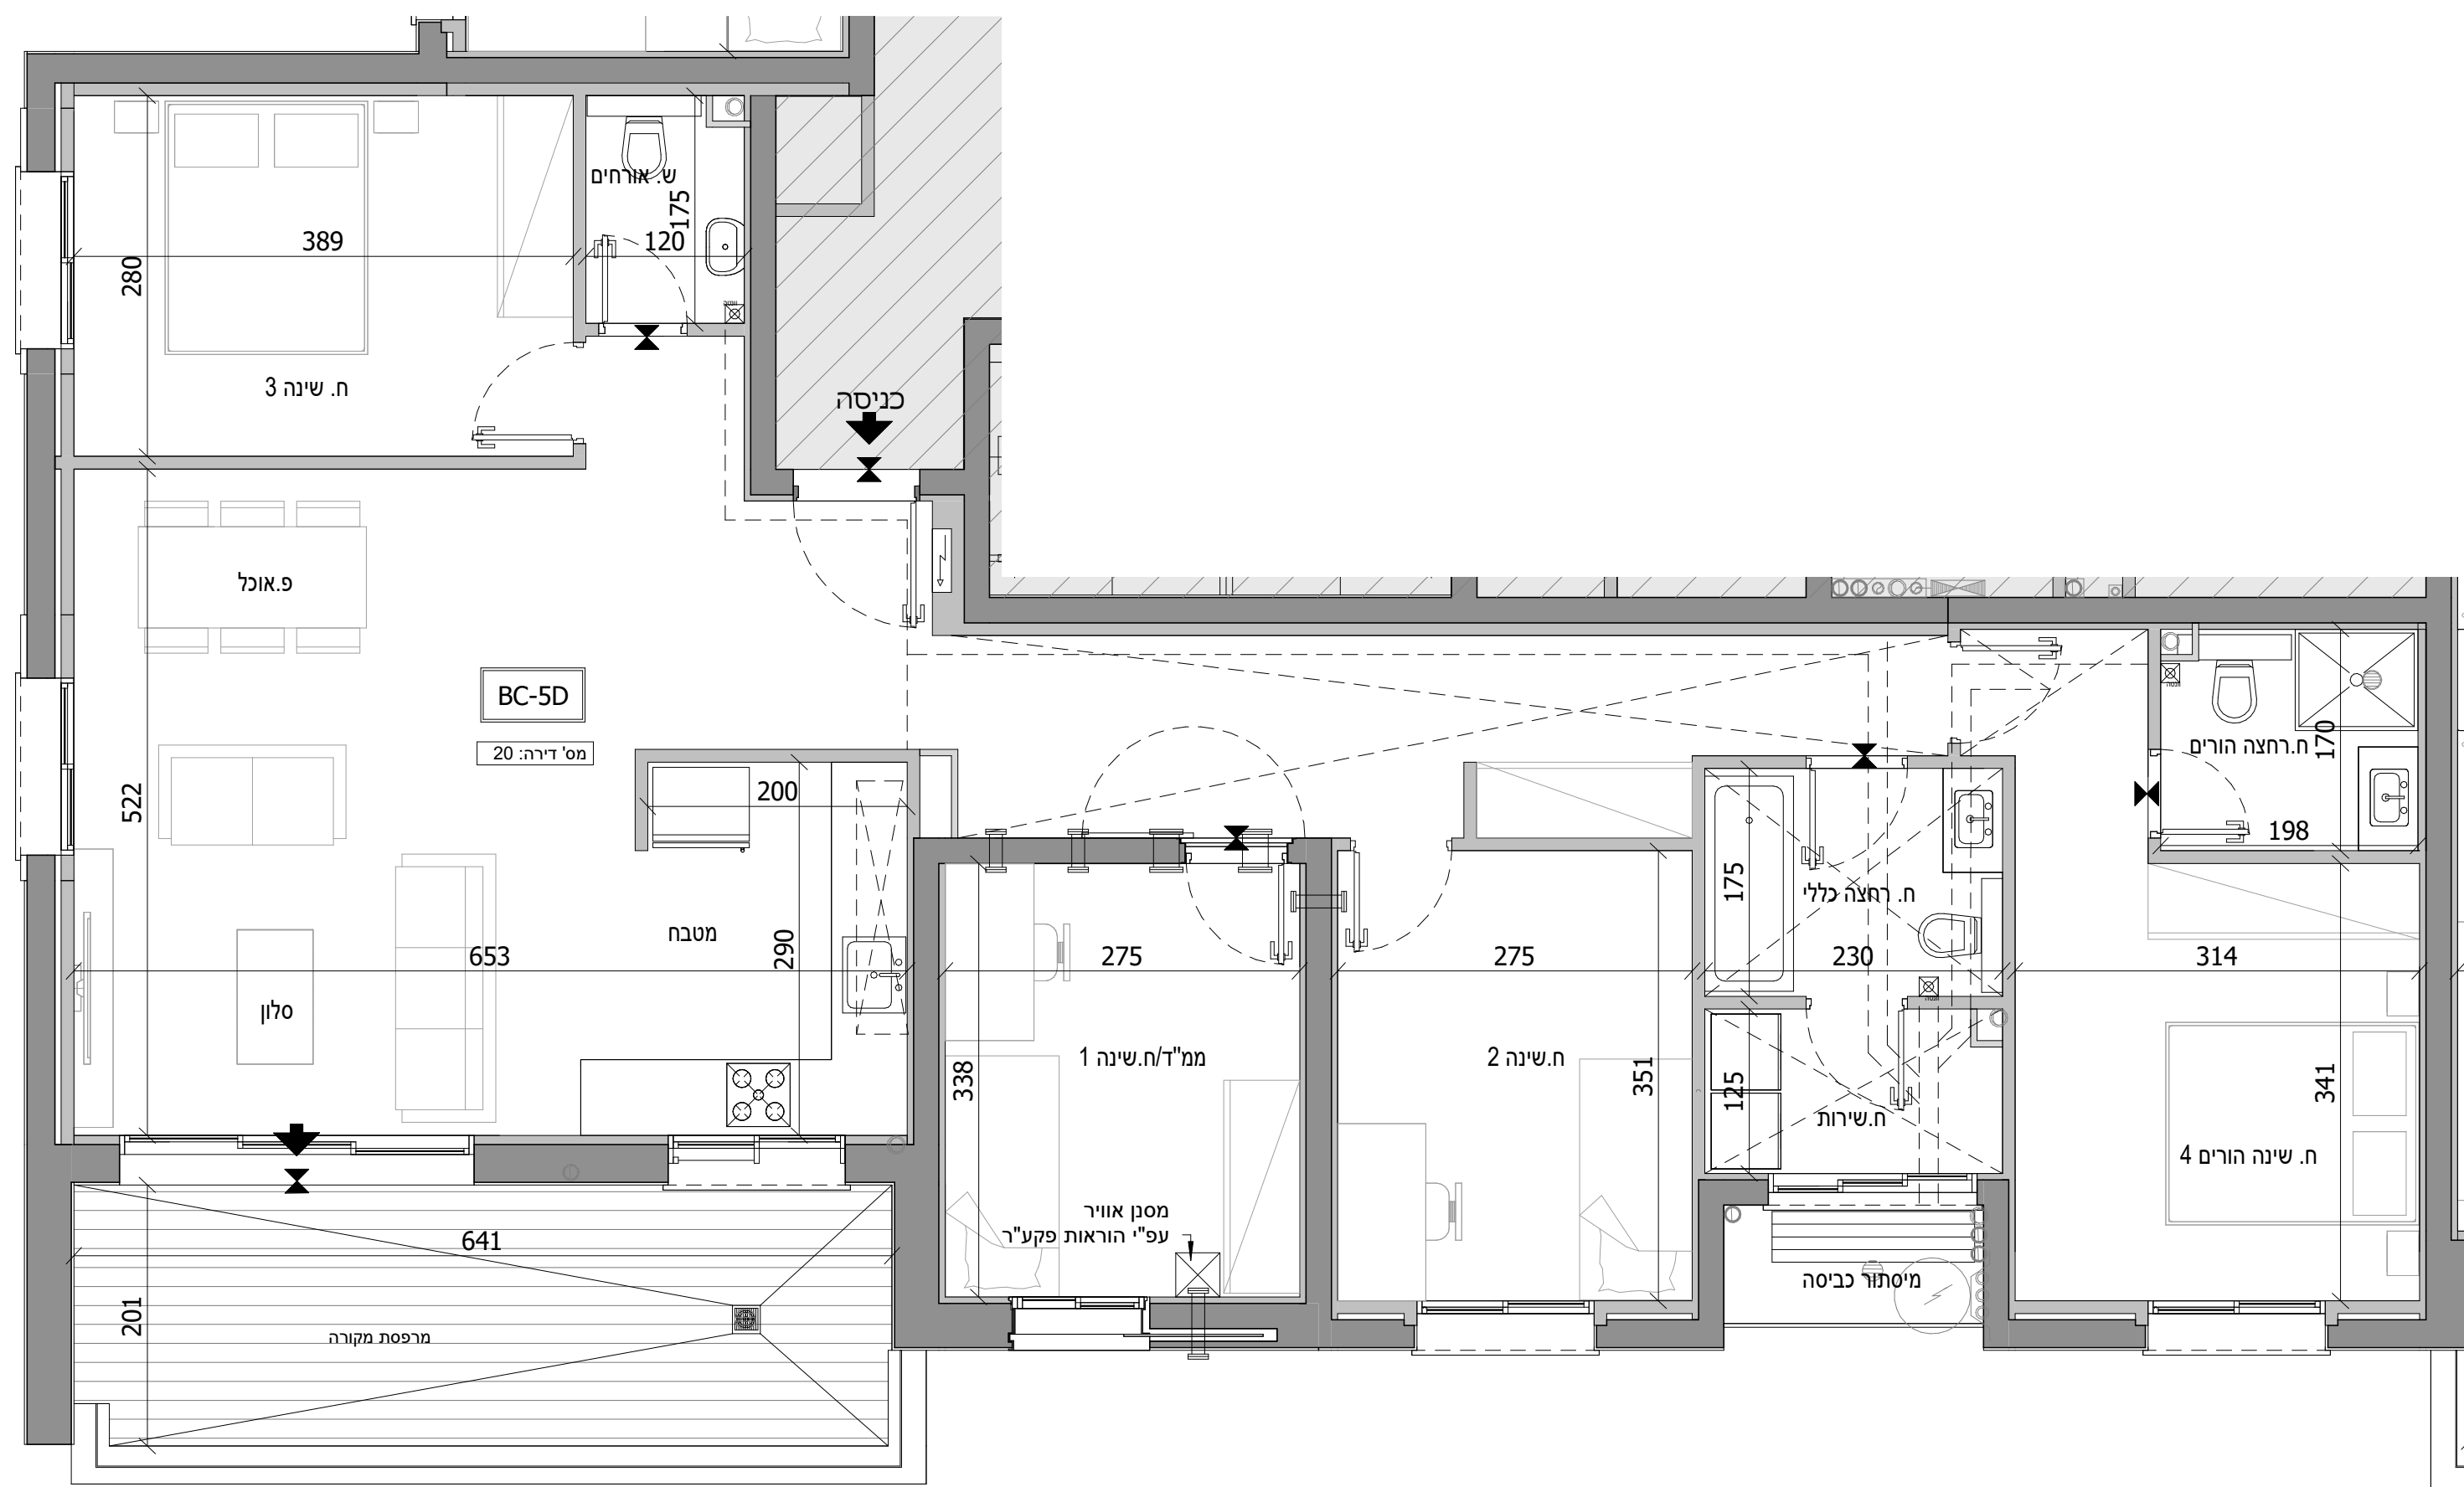 ש. אורחים
175
120
389
280
ח. שינה 3
כניסה
פ.אוכל
BC-5D
מס' דירה: 20
522
200
290
מטבח
653
סלון
275
338
ממ"ד/ח.שינה 1
מסנן אוויר
עפ"י הוראות פקע"ר
275
351
ח.שינה 2
175
ח. רחצה כללי
230
125
ח.שירות
מיסתור כביסה
170
ח.רחצה הורים
198
314
341
ח. שינה הורים 4
641
201
מרפסת מקורה